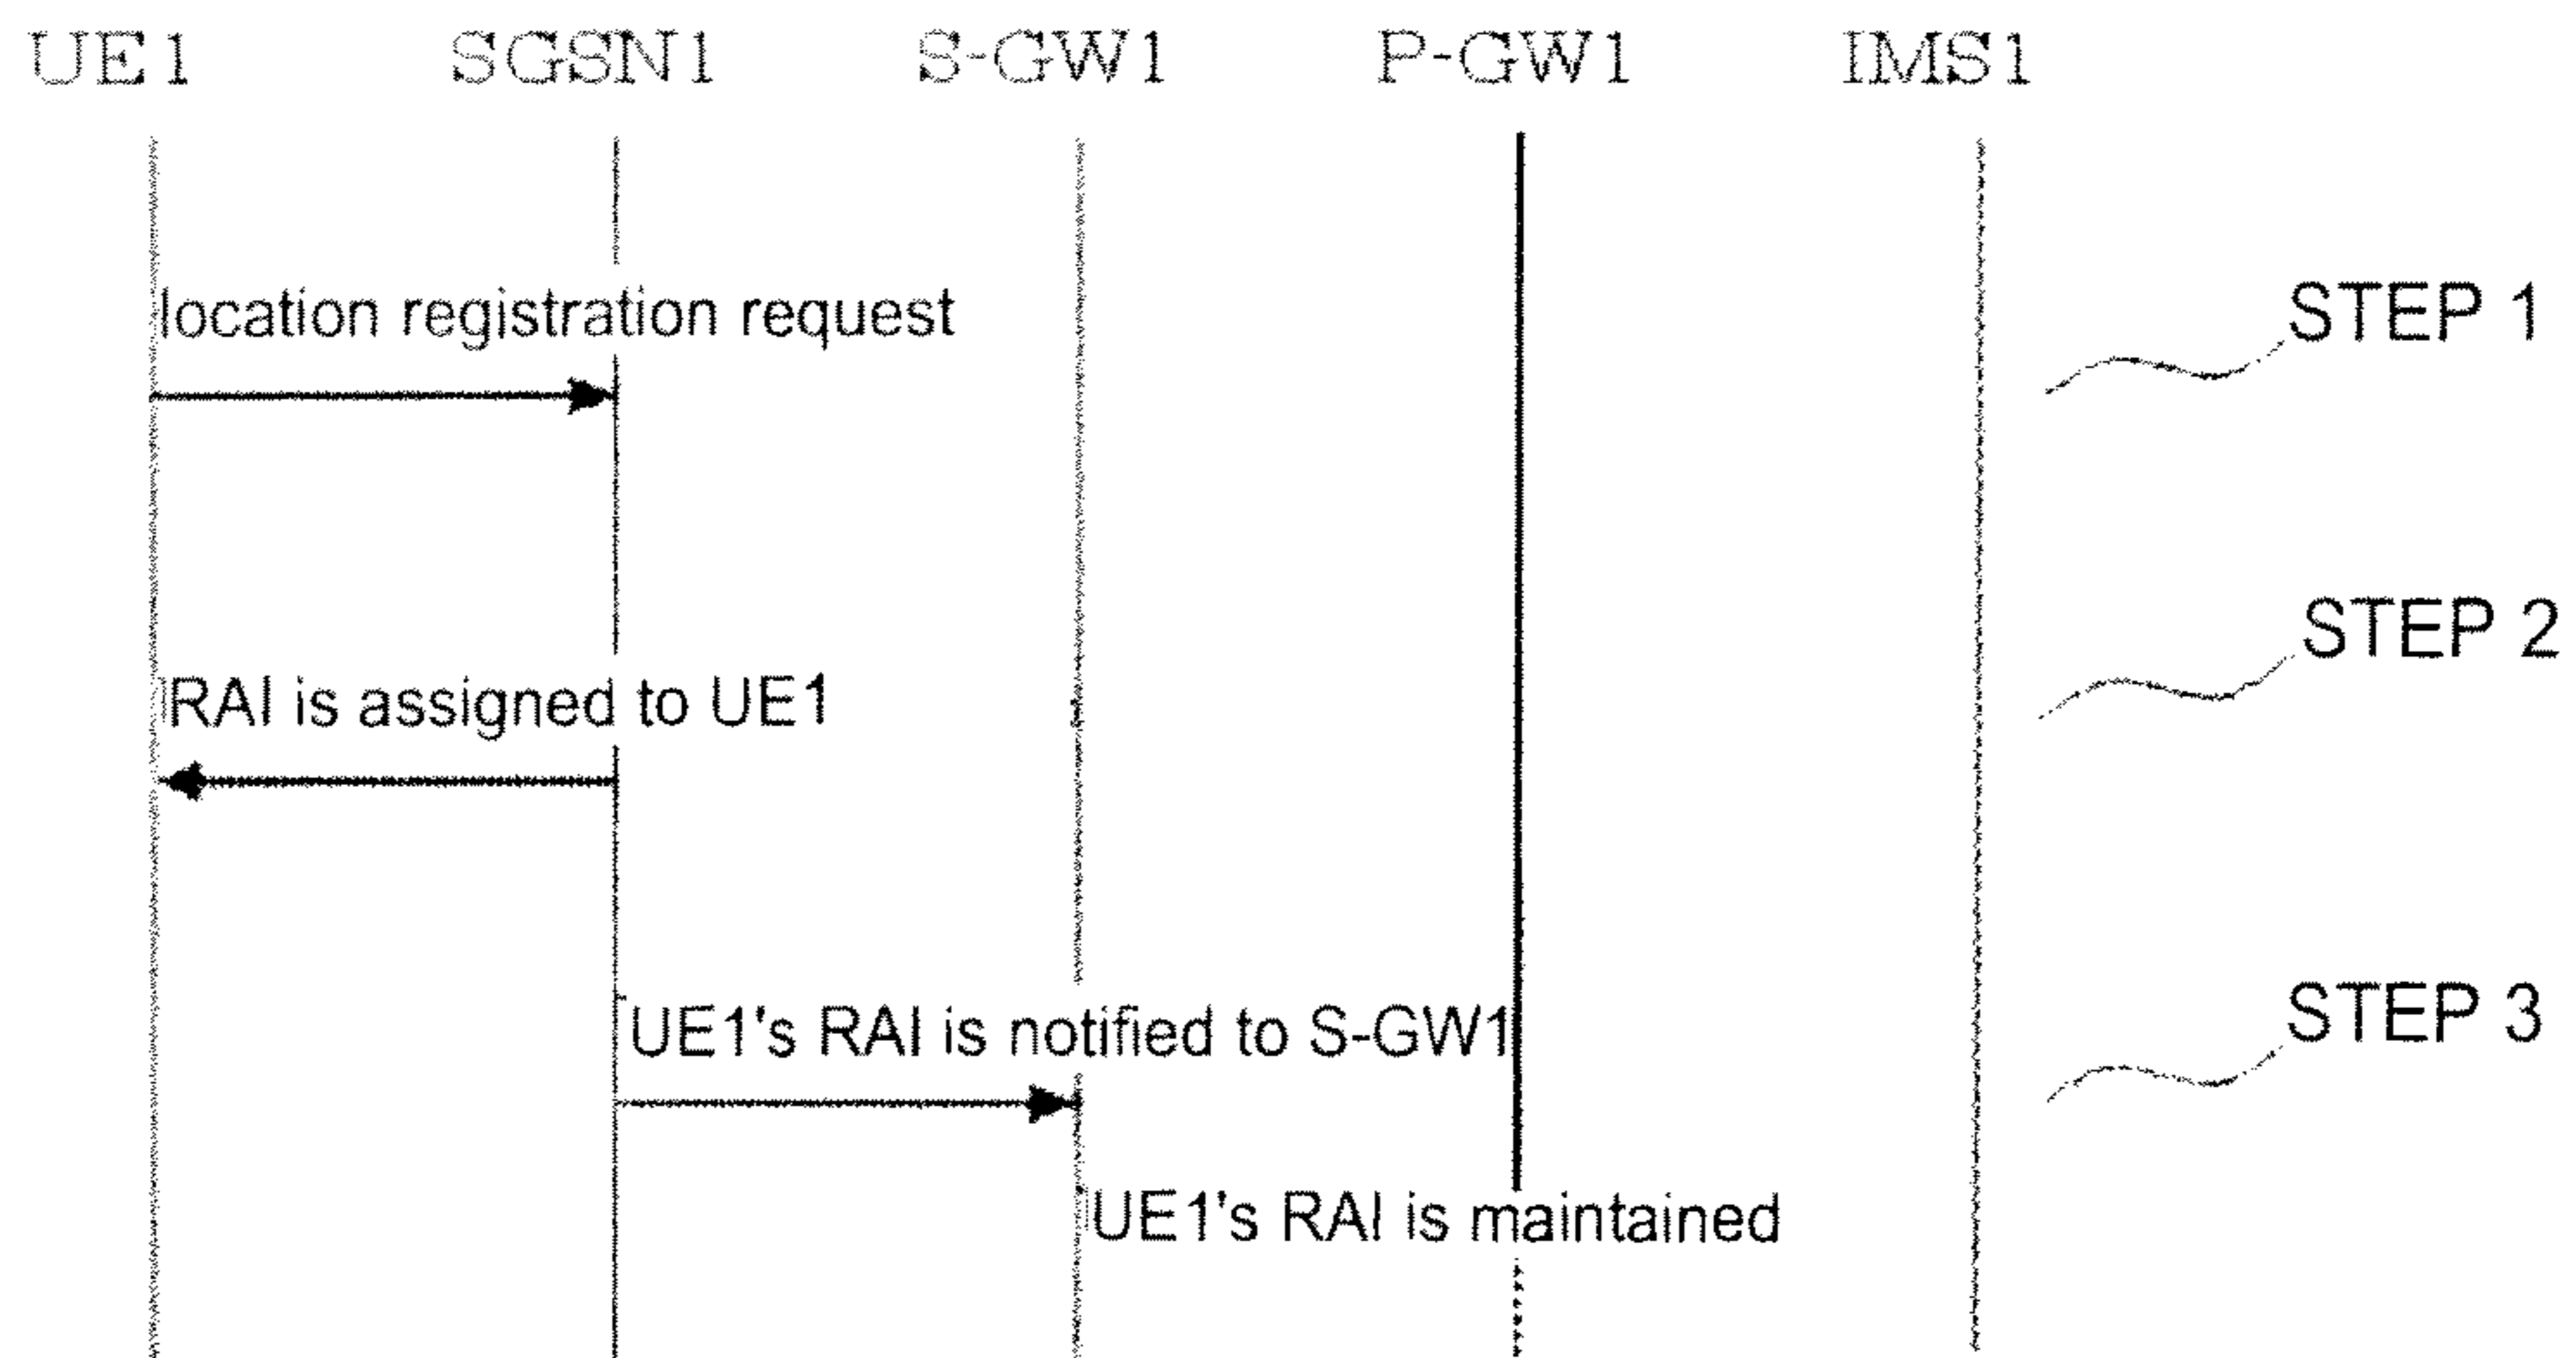 UE1 SGSN1 S-GW1 P-GW1 IMS1
location registration request
STEP 1
STEP 2
RAI is assigned to UE1
STEP 3
UE1's RAI is notified to S-GW1
UE1's RAI is maintained